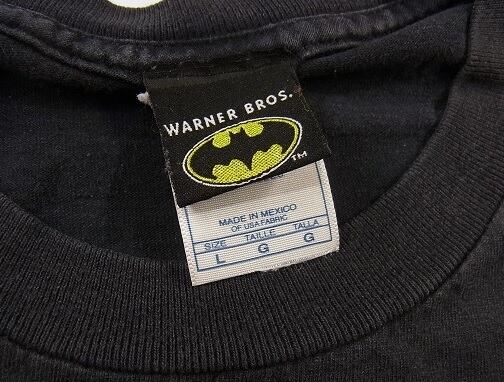 WARNER BROS.
TM
MADE IN MEXICO
OF USA FABRIC
SIZE TAILLE TALLA
L G G